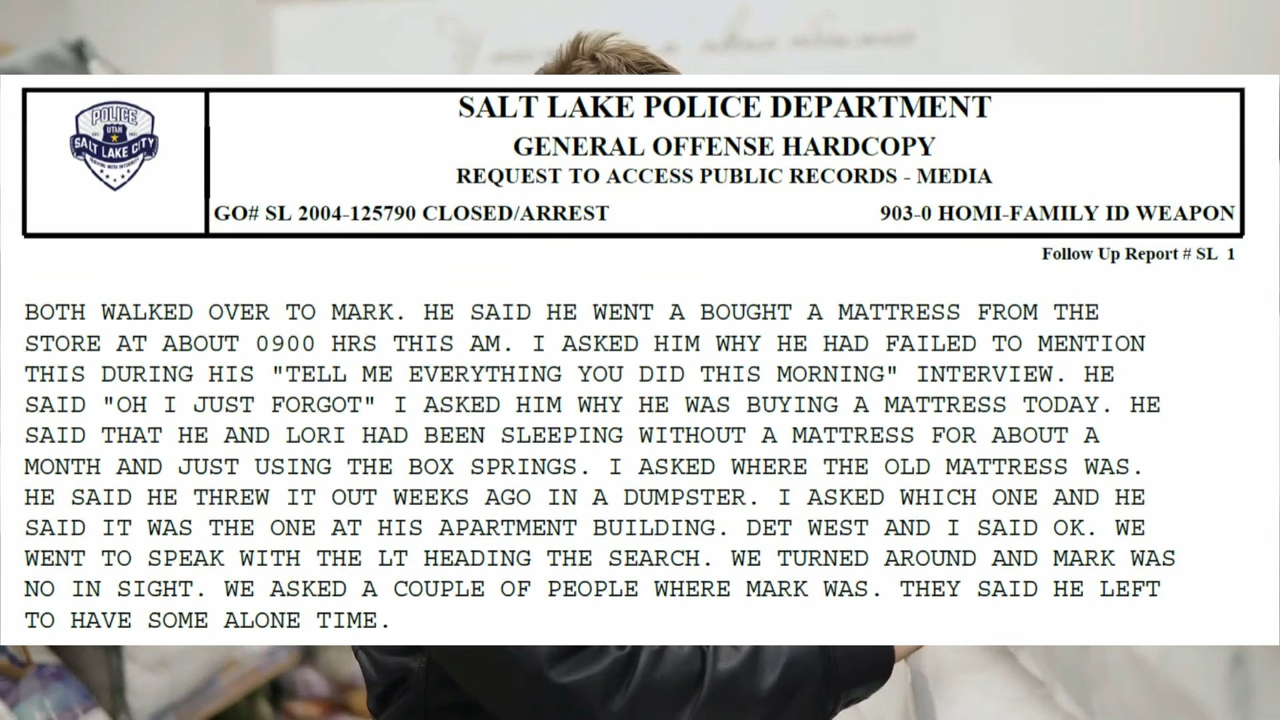 POLICE
UTAH
SALT LAKE CITY
SALT LAKE POLICE DEPARTMENT
GENERAL OFFENSE HARDCOPY
REQUEST TO ACCESS PUBLIC RECORDS - MEDIA
GO# SL 2004-125790 CLOSED/ARREST 903-0 HOMI-FAMILY ID WEAPON
Follow Up Report # SL 1
BOTH WALKED OVER TO MARK. HE SAID HE WENT A BOUGHT A MATTRESS FROM THE
STORE AT ABOUT 0900 HRS THIS AM. I ASKED HIM WHY HE HAD FAILED TO MENTION
THIS DURING HIS "TELL ME EVERYTHING YOU DID THIS MORNING" INTERVIEW. HE
SAID "OH I JUST FORGOT" I ASKED HIM WHY HE WAS BUYING A MATTRESS TODAY. HE
SAID THAT HE AND LORI HAD BEEN SLEEPING WITHOUT A MATTRESS FOR ABOUT A
MONTH AND JUST USING THE BOX SPRINGS. I ASKED WHERE THE OLD MATTRESS WAS.
HE SAID HE THREW IT OUT WEEKS AGO IN A DUMPSTER. I ASKED WHICH ONE AND HE
SAID IT WAS THE ONE AT HIS APARTMENT BUILDING. DET WEST AND I SAID OK. WE
WENT TO SPEAK WITH THE LT HEADING THE SEARCH. WE TURNED AROUND AND MARK WAS
NO IN SIGHT. WE ASKED A COUPLE OF PEOPLE WHERE MARK WAS. THEY SAID HE LEFT
TO HAVE SOME ALONE TIME.